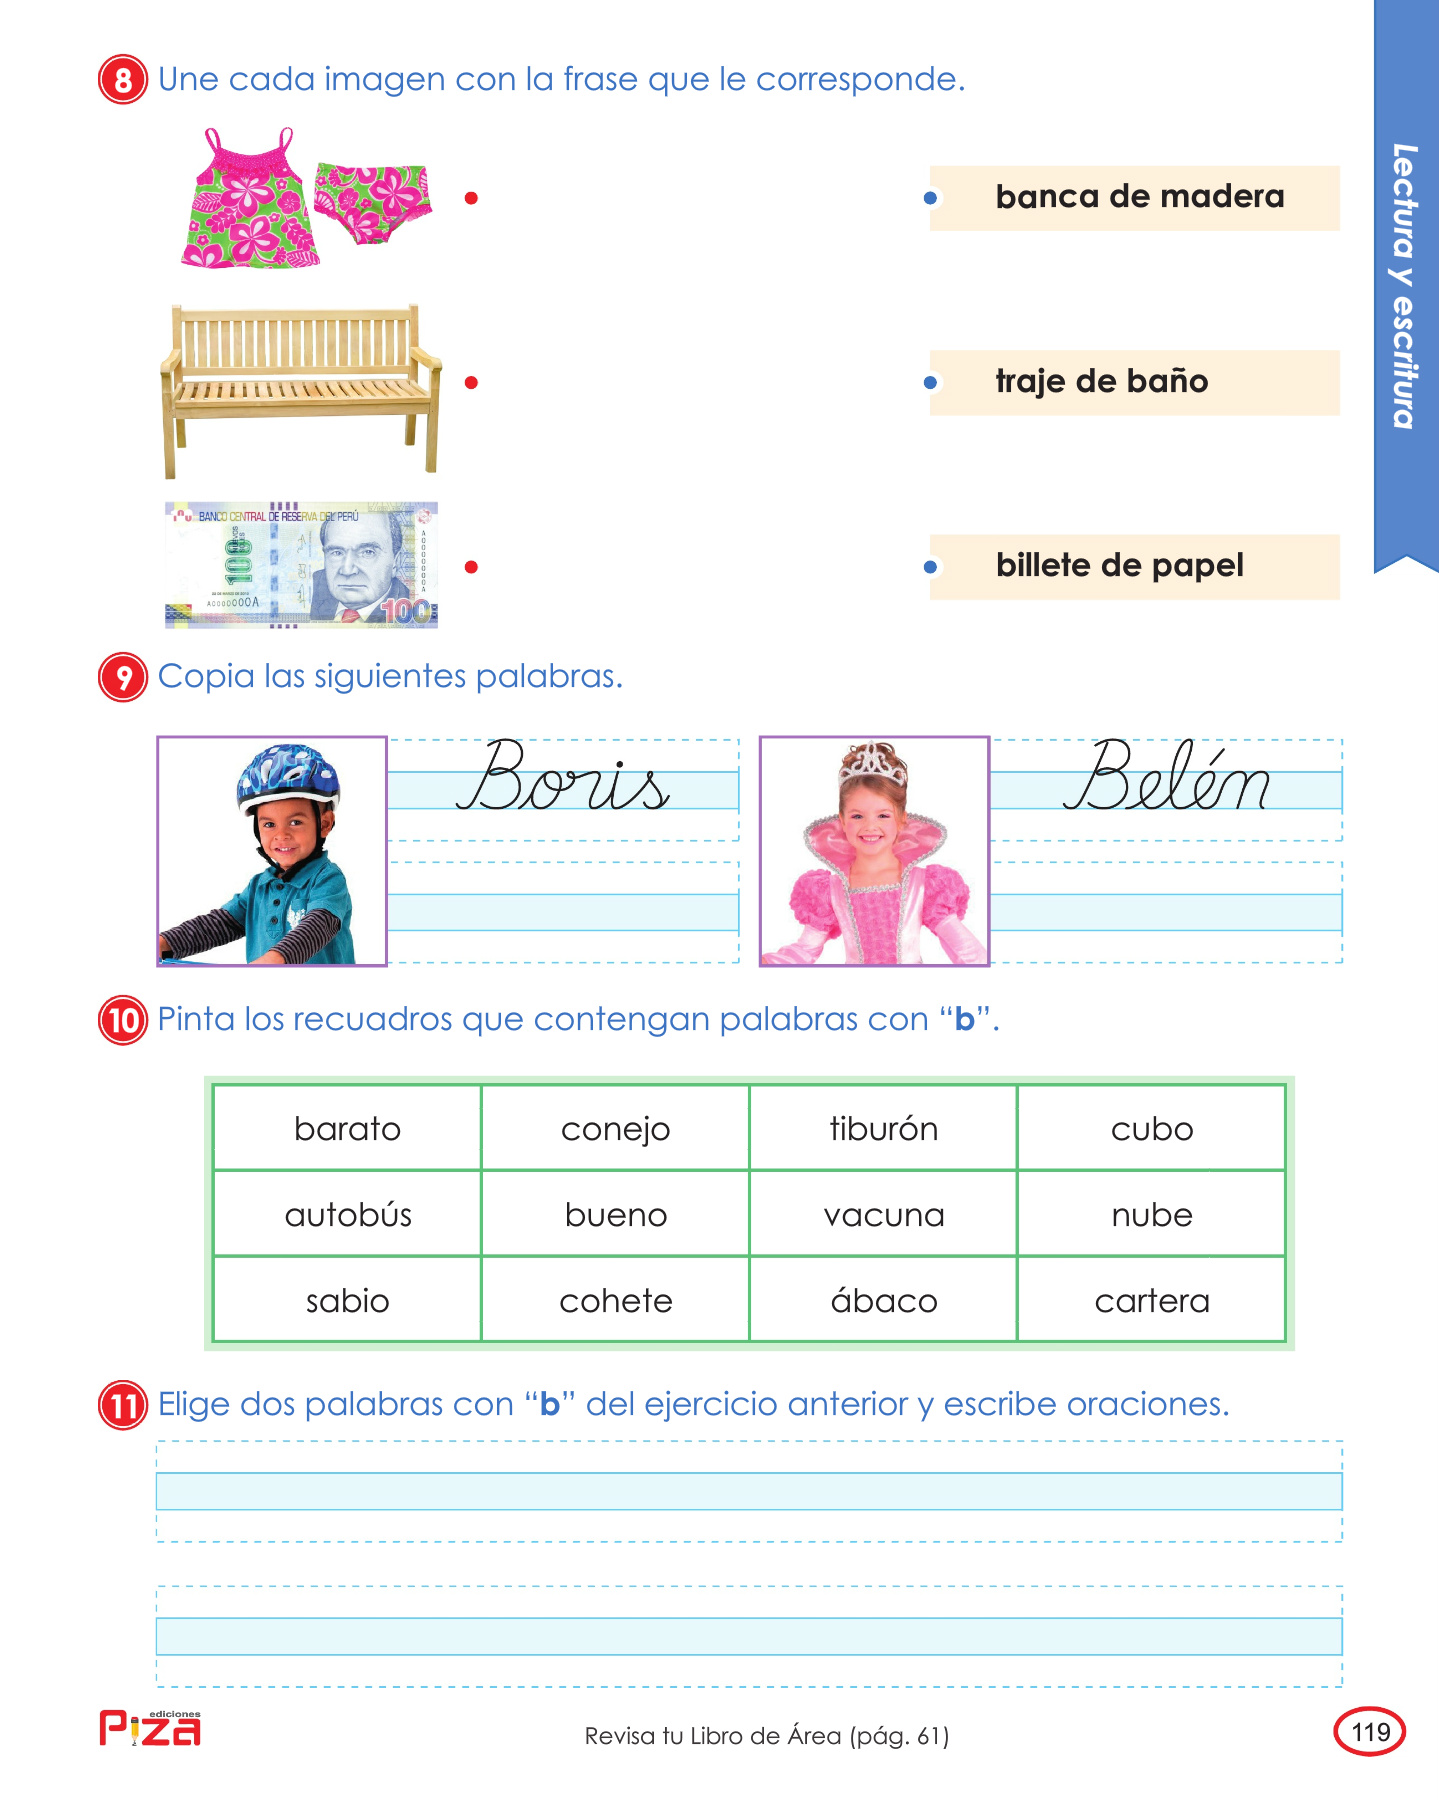 8 Une cada imagen con la frase que le corresponde.
banca de madera
traje de baño
BANCO CENTRAL DE RESERVA DEL PERÚ
100
A0000000A
A0000000A
100
billete de papel
Lectura y escritura
9 Copia las siguientes palabras.
Boris
Belén
10 Pinta los recuadros que contengan palabras con “b”.
barato conejo tiburón cubo
autobús bueno vacuna nube
sabio cohete ábaco cartera
11 Elige dos palabras con “b” del ejercicio anterior y escribe oraciones.
ediciones
Piza
Revisa tu Libro de Área (pág. 61)
119